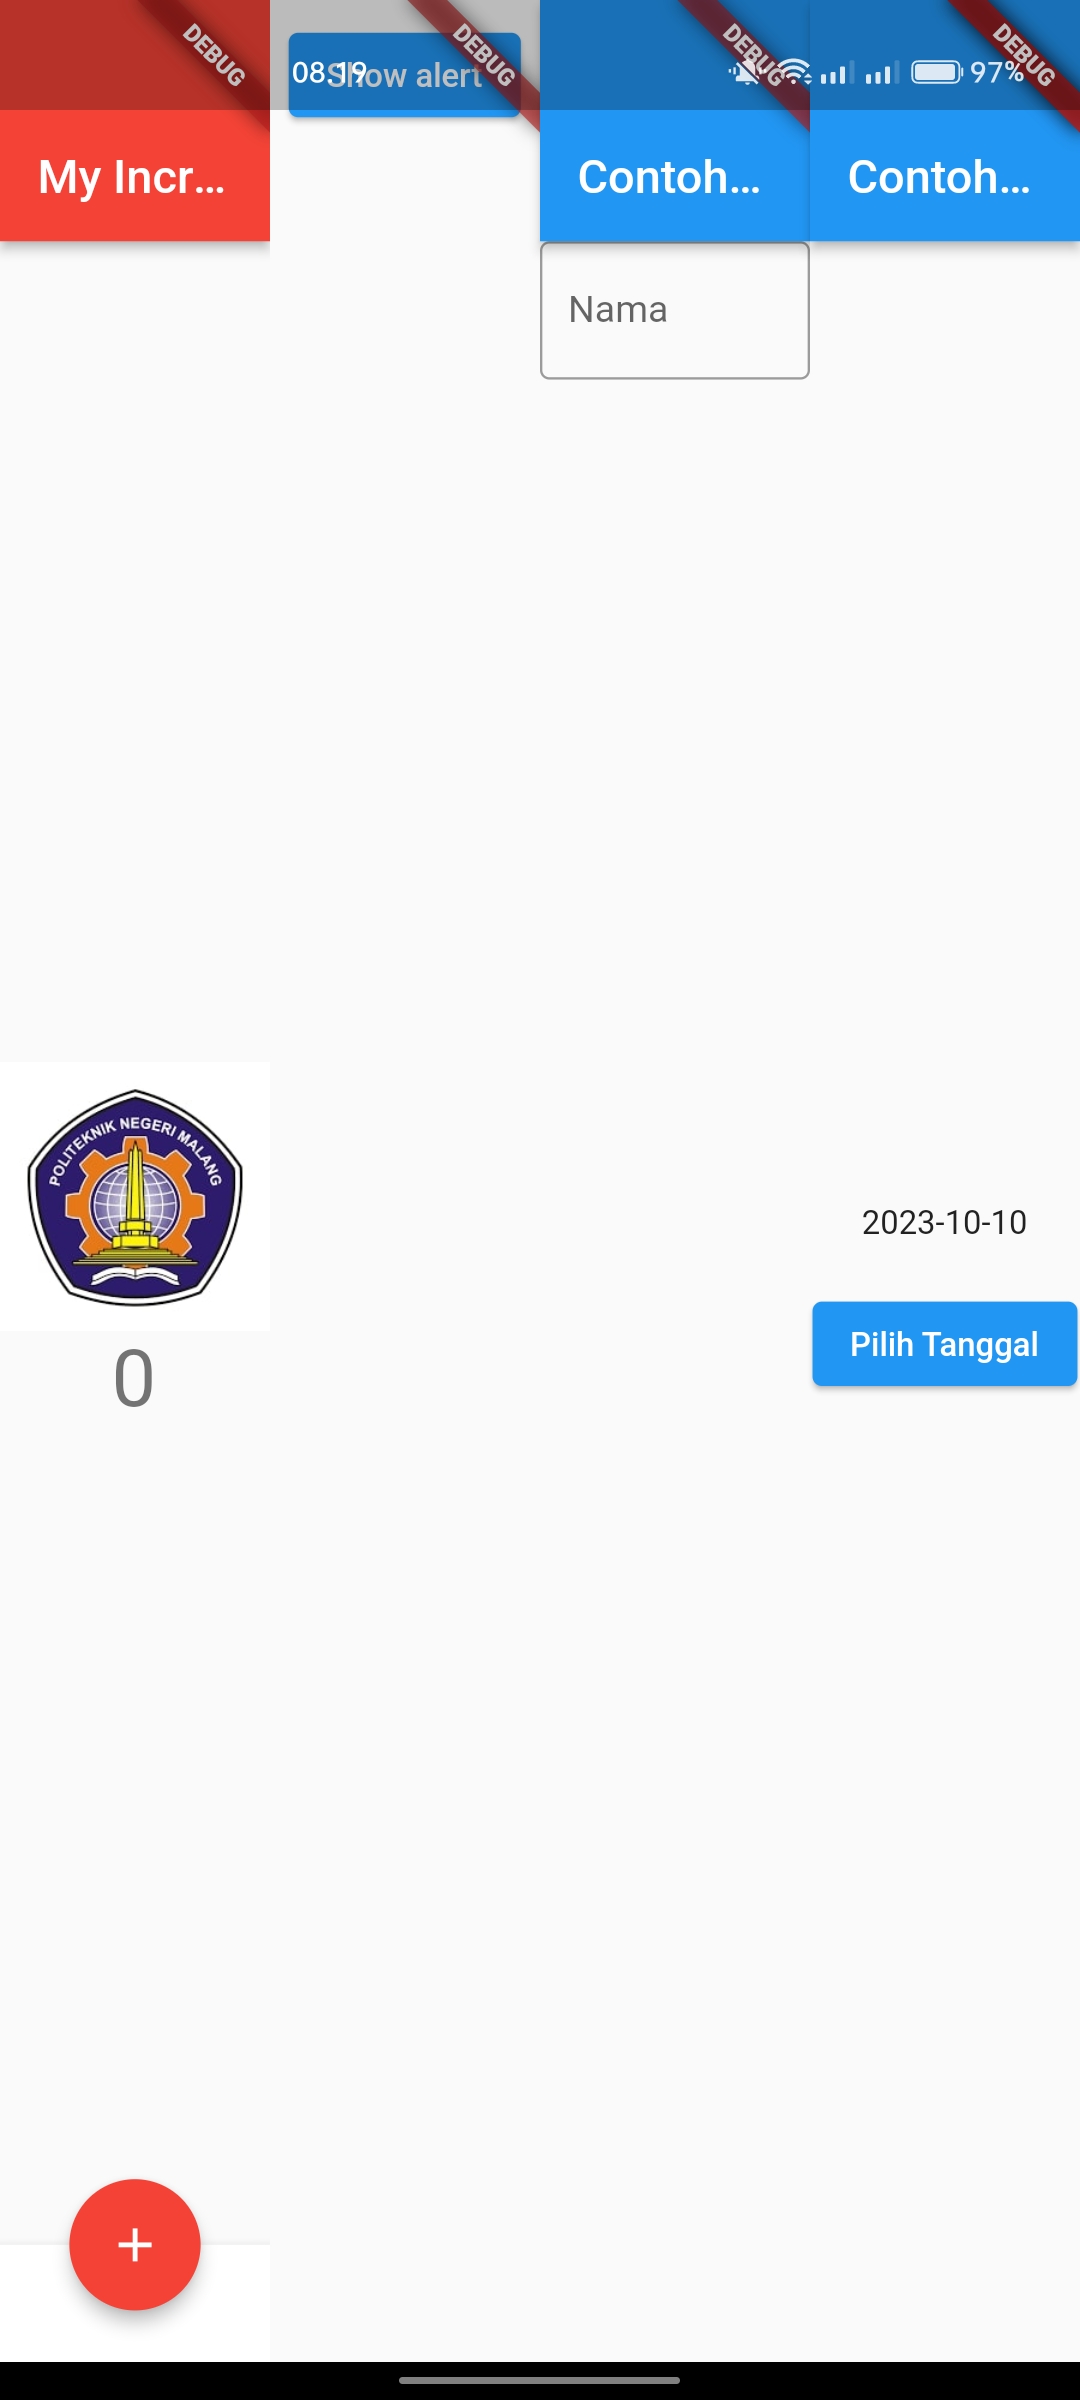 DEBUG
My Incr...
POLITEKNIK NEGERI MALANG
0
+
08.19
Show alert
DEBUG
DEBUG
Contoh...
Nama
97%
DEBUG
Contoh...
2023-10-10
Pilih Tanggal